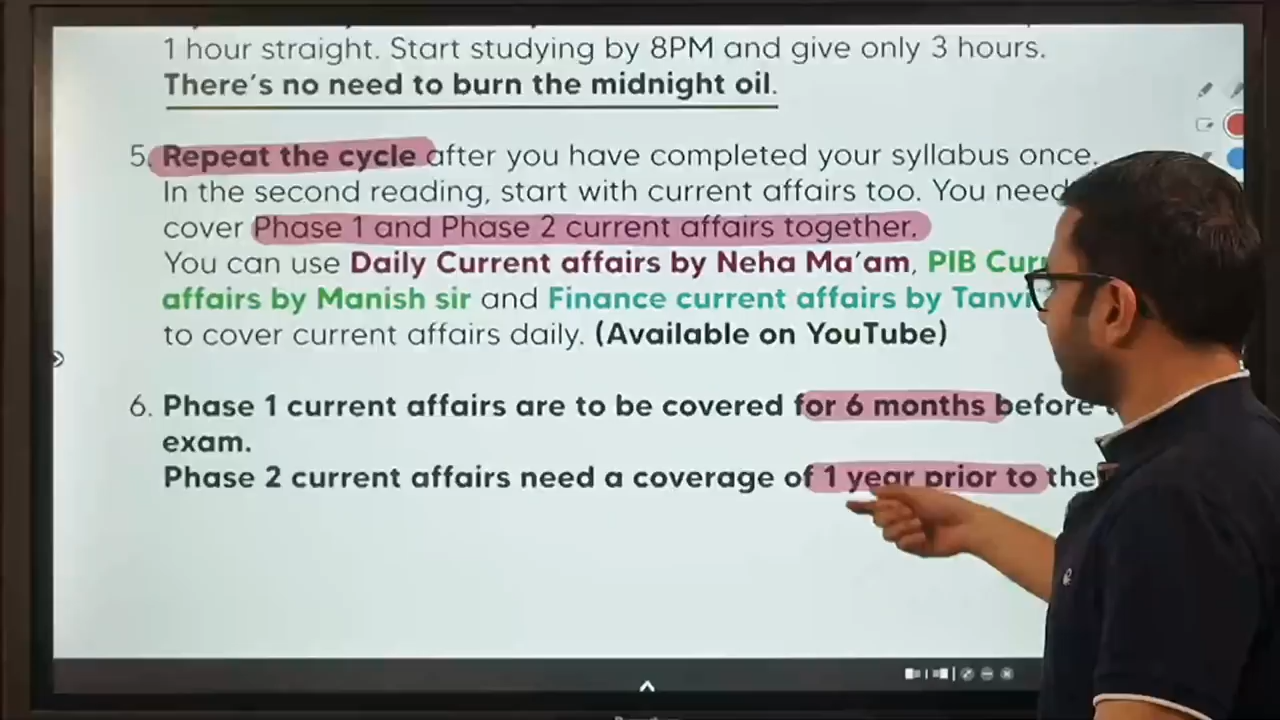 1 hour straight. Start studying by 8PM and give only 3 hours.
There's no need to burn the midnight oil.
5. Repeat the cycle after you have completed your syllabus once.
In the second reading, start with current affairs too. You need
cover Phase 1 and Phase 2 current affairs together.
You can use Daily Current affairs by Neha Ma'am, PIB
affairs by Manish sir and Finance current affairs by
to cover current affairs daily. (Available on YouTube)
6. Phase 1 current affairs are to be covered for 6 months before
exam.
Phase 2 current affairs need a coverage of 1 year prior to the